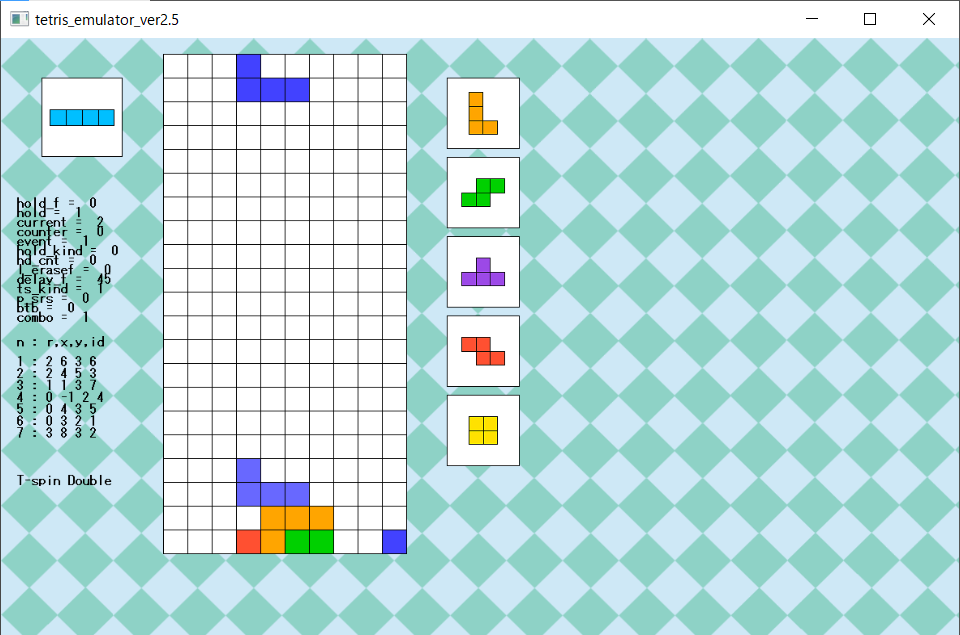 tetris_emulator_ver2.5
hold_f = 0
hold = 1
current = 2
counter = 0
event = 1
hold_kind = 0
hd_cnt = 0
T_erasef = 0
delay_f = 45
ts_kind = 1
p_srs = 0
btb = 0
combo = 1
n : r,x,y,id
1 : 2 6 3 6
2 : 2 4 5 3
3 : 1 1 3 7
4 : 0 -1 2 4
5 : 0 4 3 5
6 : 0 3 2 1
7 : 3 8 3 2
T-spin Double